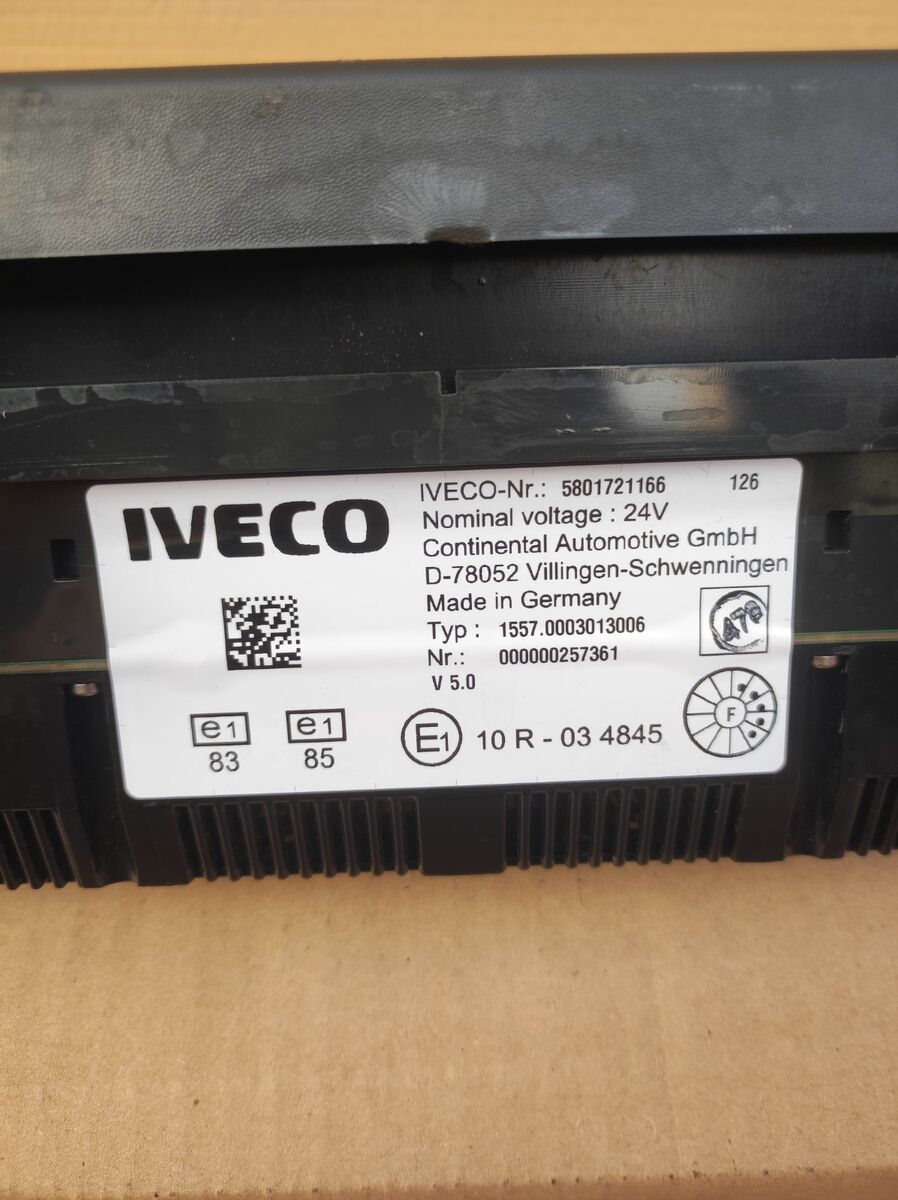 IVECO
IVECO-Nr.: 5801721166 126
Nominal voltage : 24V
Continental Automotive GmbH
D-78052 Villingen-Schwenningen
Made in Germany
Typ : 1557.0003013006
Nr.: 000000257361
V 5.0
A76
e1
83
e1
85
E1
10 R - 03 4845
F